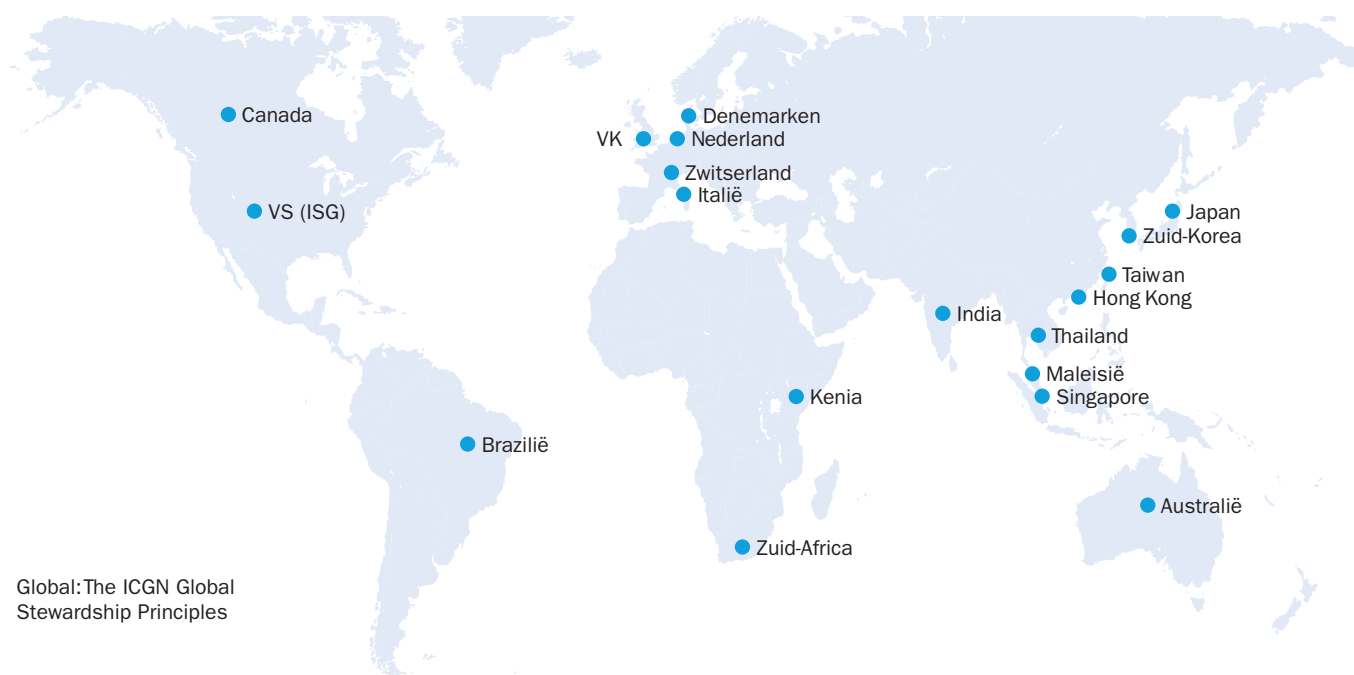 Canada
Denemarken
VK
Nederland
Zwitserland
Italië
VS (ISG)
Japan
Zuid-Korea
Taiwan
Hong Kong
India
Thailand
Maleisië
Kenia
Singapore
Brazilië
Australië
Zuid-Africa
Global: The ICGN Global
Stewardship Principles